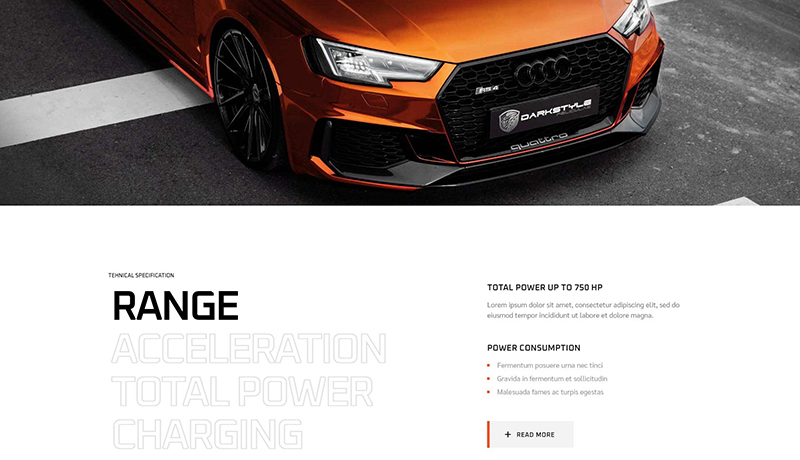 RS 4
DARKSTYLE
quattro
TEHNICAL SPECIFICATION
RANGE
ACCELERATION
TOTAL POWER
CHARGING
TOTAL POWER UP TO 750 HP
Lorem ipsum dolor sit amet, consectetur adipiscing elit, sed do
eiusmod tempor incididunt ut labore et dolore magna.
POWER CONSUMPTION
Fermentum posuere urna nec tinci
Gravida in fermentum et sollicitudin
Malesuada fames ac turpis egestas
+ READ MORE